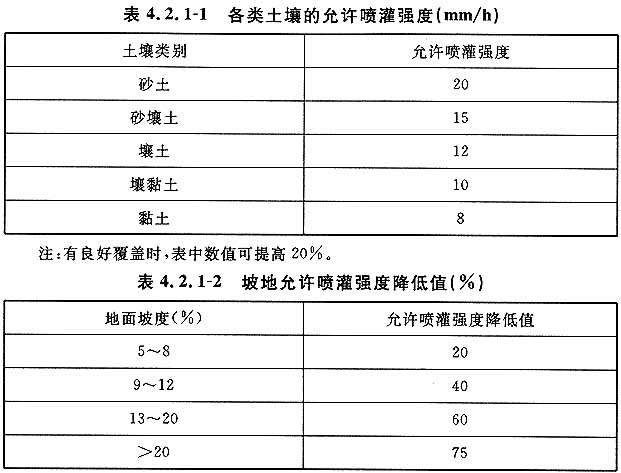 表 4.2.1-1 各类土壤的允许喷灌强度(mm/h)
土壤类别 允许喷灌强度
砂土 20
砂壤土 15
壤土 12
壤黏土 10
黏土 8
注:有良好覆盖时,表中数值可提高 20%。
表 4.2.1-2 坡地允许喷灌强度降低值(%)
地面坡度(%) 允许喷灌强度降低值
5～8 20
9～12 40
13～20 60
>20 75